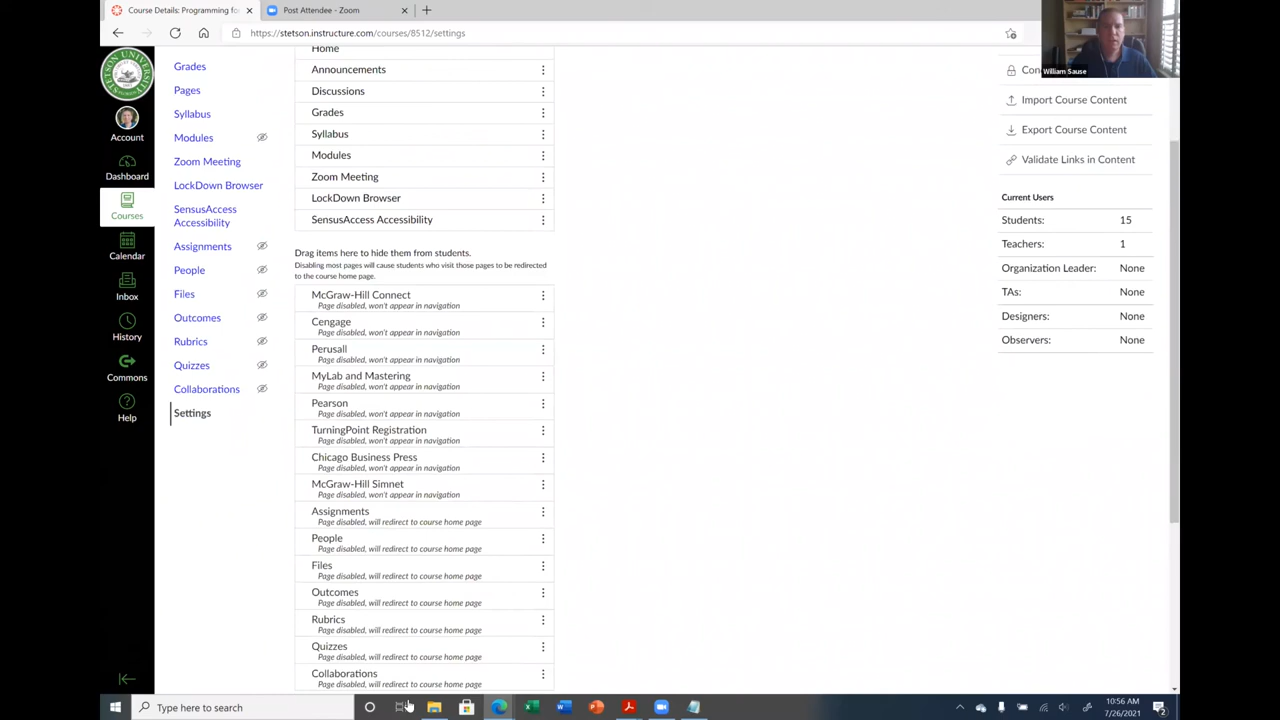 Course Details: Programming for
Post Attendee - Zoom
https://stetson.instructure.com/courses/8512/settings
William Sause
STETSON UNIVERSITY
Account
Dashboard
Courses
Calendar
Inbox
History
Commons
Help
Grades
Pages
Syllabus
Modules
Zoom Meeting
LockDown Browser
SensusAccess
Accessibility
Assignments
People
Files
Outcomes
Rubrics
Quizzes
Collaborations
Settings
Home
Announcements
Discussions
Grades
Syllabus
Modules
Zoom Meeting
LockDown Browser
SensusAccess Accessibility
Drag items here to hide them from students.
Disabling most pages will cause students who visit those pages to be redirected
to the course home page.
McGraw-Hill Connect
Page disabled, won't appear in navigation
Cengage
Page disabled, won't appear in navigation
Perusall
Page disabled, won't appear in navigation
MyLab and Mastering
Page disabled, won't appear in navigation
Pearson
Page disabled, won't appear in navigation
TurningPoint Registration
Page disabled, won't appear in navigation
Chicago Business Press
Page disabled, won't appear in navigation
McGraw-Hill Simnet
Page disabled, won't appear in navigation
Assignments
Page disabled, will redirect to course home page
People
Page disabled, will redirect to course home page
Files
Page disabled, will redirect to course home page
Outcomes
Page disabled, will redirect to course home page
Rubrics
Page disabled, will redirect to course home page
Quizzes
Page disabled, will redirect to course home page
Collaborations
Page disabled, will redirect to course home page
Import Course Content
Export Course Content
Validate Links in Content
Current Users
Students: 15
Teachers: 1
Organization Leader: None
TAs: None
Designers: None
Observers: None
Type here to search
10:56 AM
7/26/2021
2